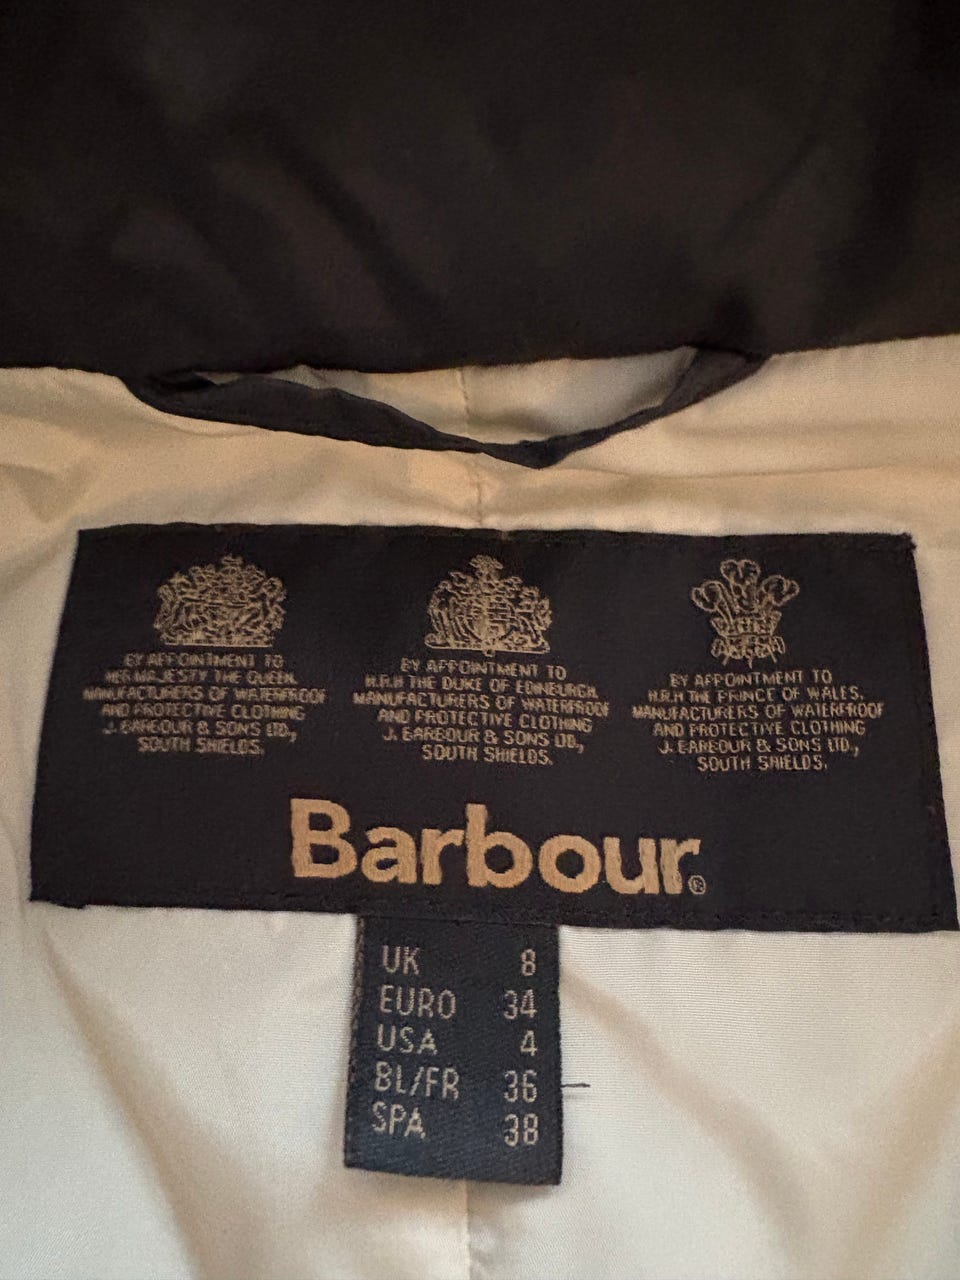 BY APPOINTMENT TO
HER MAJESTY THE QUEEN.
MANUFACTURERS OF WATERPROOF
AND PROTECTIVE CLOTHING
J. BARBOUR & SONS LTD.,
SOUTH SHIELDS.
BY APPOINTMENT TO
H.R.H THE DUKE OF EDINBURGH.
MANUFACTURERS OF WATERPROOF
AND PROTECTIVE CLOTHING
J. BARBOUR & SONS LTD.,
SOUTH SHIELDS.
BY APPOINTMENT TO
H.R.H THE PRINCE OF WALES.
MANUFACTURERS OF WATERPROOF
AND PROTECTIVE CLOTHING
J. BARBOUR & SONS LTD.,
SOUTH SHIELDS.
Barbour®
UK 8
EURO 34
USA 4
BL/FR 36
SPA 38